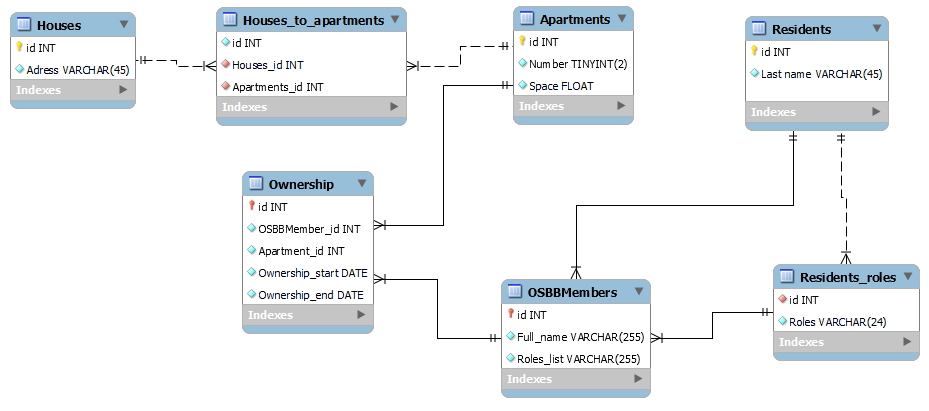 Houses
id INT
Adress VARCHAR(45)
Indexes
Houses_to_apartments
id INT
Houses_id INT
Apartments_id INT
Indexes
Apartments
id INT
Number TINYINT(2)
Space FLOAT
Indexes
Residents
id INT
Last name VARCHAR(45)
Indexes
Ownership
id INT
OSBBMember_id INT
Apartment_id INT
Ownership_start DATE
Ownership_end DATE
Indexes
OSBBMembers
id INT
Full_name VARCHAR(255)
Roles_list VARCHAR(255)
Indexes
Residents_roles
id INT
Roles VARCHAR(24)
Indexes